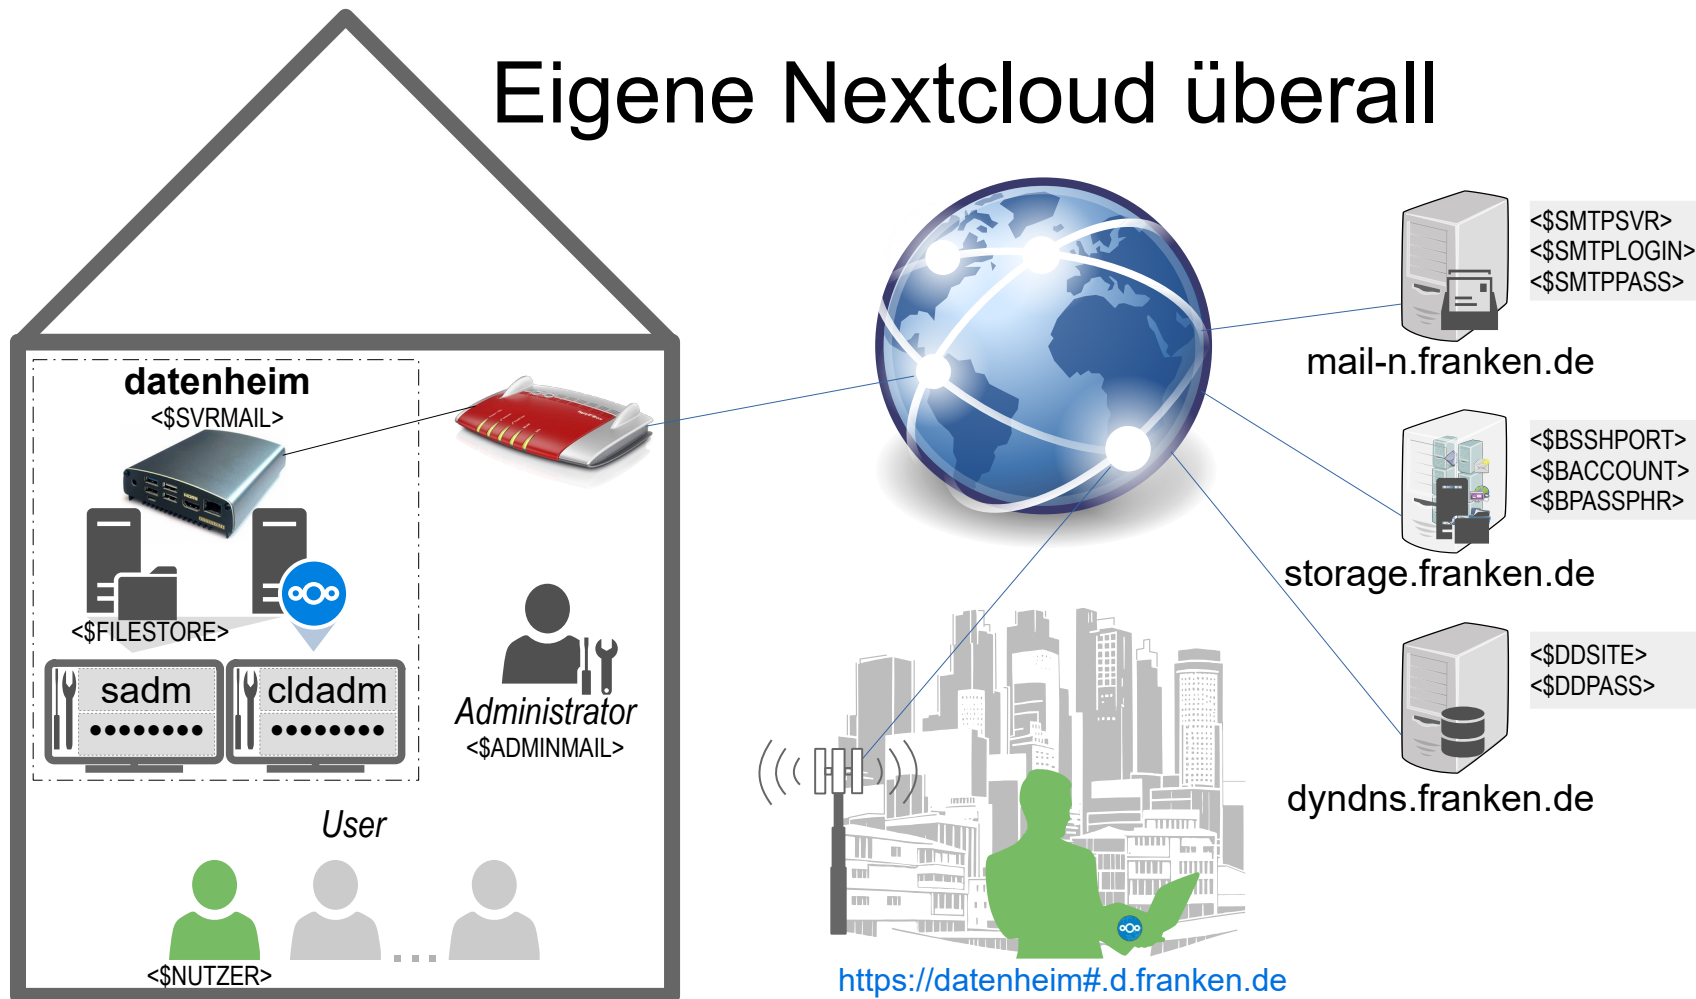 Eigene Nextcloud überall
datenheim
<$SVRMAIL>
<$FILESTORE>
sadm
cldadm
●●●●●●●●
●●●●●●●●
Administrator
<$ADMINMAIL>
User
...
<$NUTZER>
<$SMTPSVR>
<$SMTPLOGIN>
<$SMTPPASS>
mail-n.franken.de
<$BSSHPORT>
<$BACCOUNT>
<$BPASSPHR>
storage.franken.de
<$DDSITE>
<$DDPASS>
dyndns.franken.de
https://datenheim#.d.franken.de